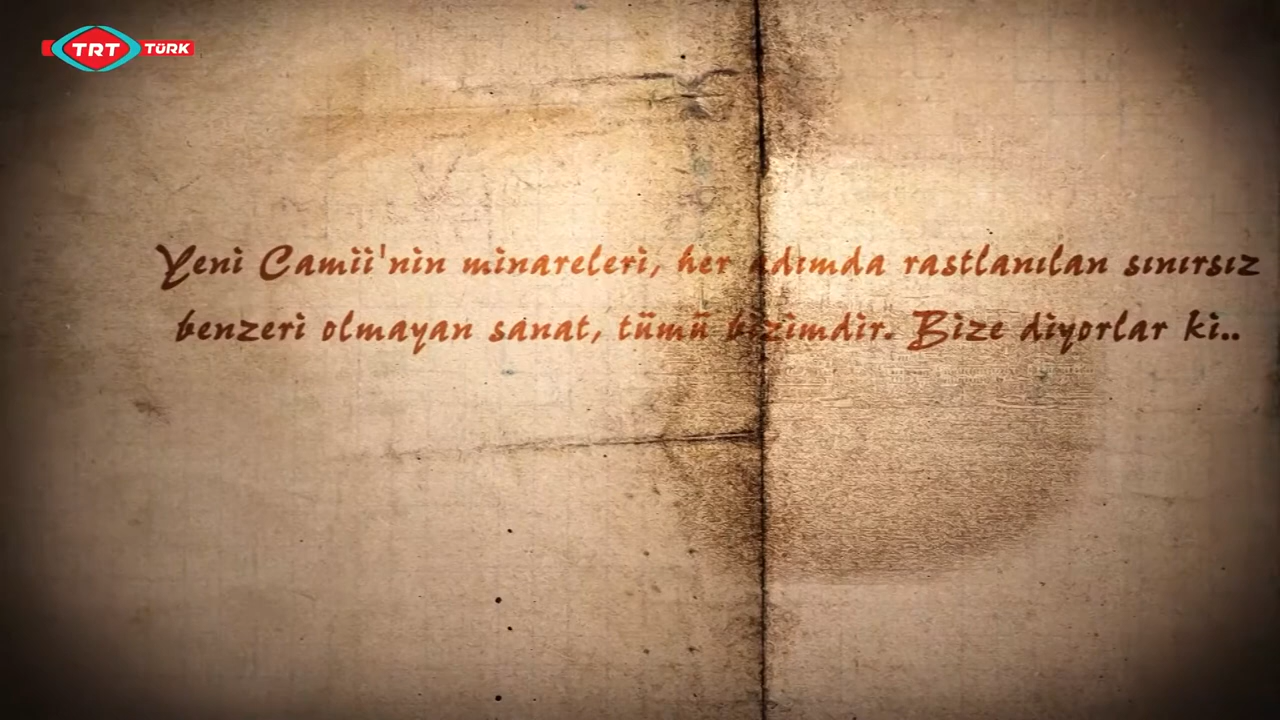 TRT TÜRK
Yeni Camii'nin minareleri, her adımda rastlanılan sınırsız
benzeri olmayan sanat, tümü bizimdir. Bize diyorlar ki..